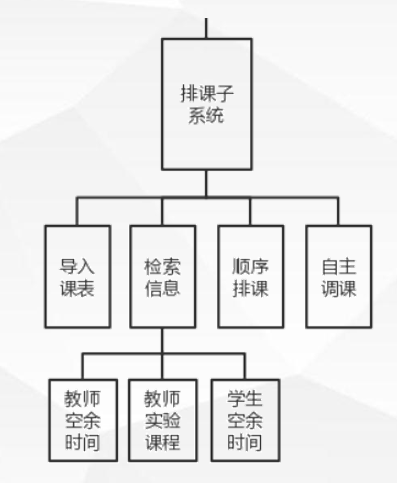 排课子
系统
导入
课表
检索
信息
顺序
排课
自主
调课
教师
空余
时间
教师
实验
课程
学生
空余
时间